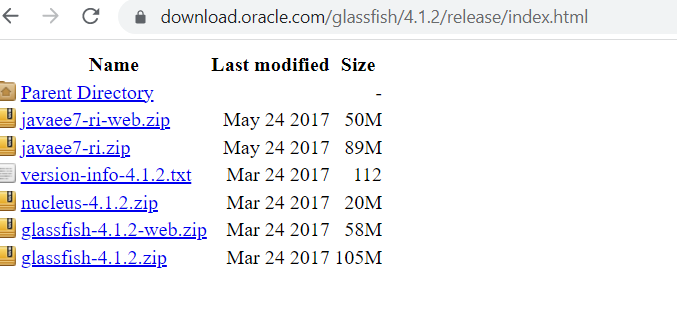 download.oracle.com/glassfish/4.1.2/release/index.html
Name Last modified Size
Parent Directory -
javaee7-ri-web.zip May 24 2017 50M
javaee7-ri.zip May 24 2017 89M
version-info-4.1.2.txt Mar 24 2017 112
nucleus-4.1.2.zip Mar 24 2017 20M
glassfish-4.1.2-web.zip Mar 24 2017 58M
glassfish-4.1.2.zip Mar 24 2017 105M